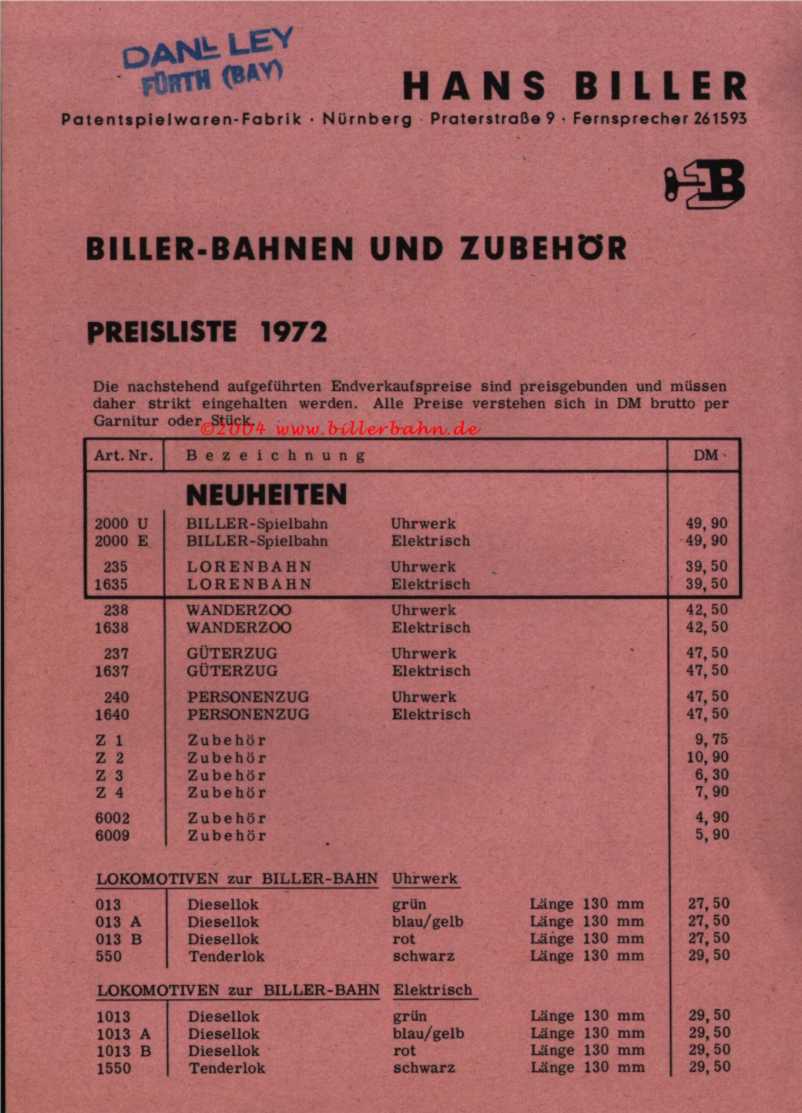 DANL LEY
FÜRTH (BAY)
HANS BILLER
Patentspielwaren-Fabrik · Nürnberg · Praterstraße 9 · Fernsprecher 261593
B
BILLER-BAHNEN UND ZUBEHÖR
PREISLISTE 1972
Die nachstehend aufgeführten Endverkaufspreise sind preisgebunden und müssen
daher strikt eingehalten werden. Alle Preise verstehen sich in DM brutto per
Garnitur oder Stück.
©2004 www.billerbahn.de
Art. Nr. Bezeichnung DM
NEUHEITEN
2000 U BILLER-Spielbahn Uhrwerk 49,90
2000 E BILLER-Spielbahn Elektrisch 49,90
235 LORENBAHN Uhrwerk 39,50
1635 LORENBAHN Elektrisch 39,50
238 WANDERZOO Uhrwerk 42,50
1638 WANDERZOO Elektrisch 42,50
237 GÜTERZUG Uhrwerk 47,50
1637 GÜTERZUG Elektrisch 47,50
240 PERSONENZUG Uhrwerk 47,50
1640 PERSONENZUG Elektrisch 47,50
Z 1 Zubehör 9,75
Z 2 Zubehör 10,90
Z 3 Zubehör 6,30
Z 4 Zubehör 7,90
6002 Zubehör 4,90
6009 Zubehör 5,90
LOKOMOTIVEN zur BILLER-BAHN Uhrwerk
013 Diesellok grün Länge 130 mm 27,50
013 A Diesellok blau/gelb Länge 130 mm 27,50
013 B Diesellok rot Länge 130 mm 27,50
550 Tenderlok schwarz Länge 130 mm 29,50
LOKOMOTIVEN zur BILLER-BAHN Elektrisch
1013 Diesellok grün Länge 130 mm 29,50
1013 A Diesellok blau/gelb Länge 130 mm 29,50
1013 B Diesellok rot Länge 130 mm 29,50
1550 Tenderlok schwarz Länge 130 mm 29,50